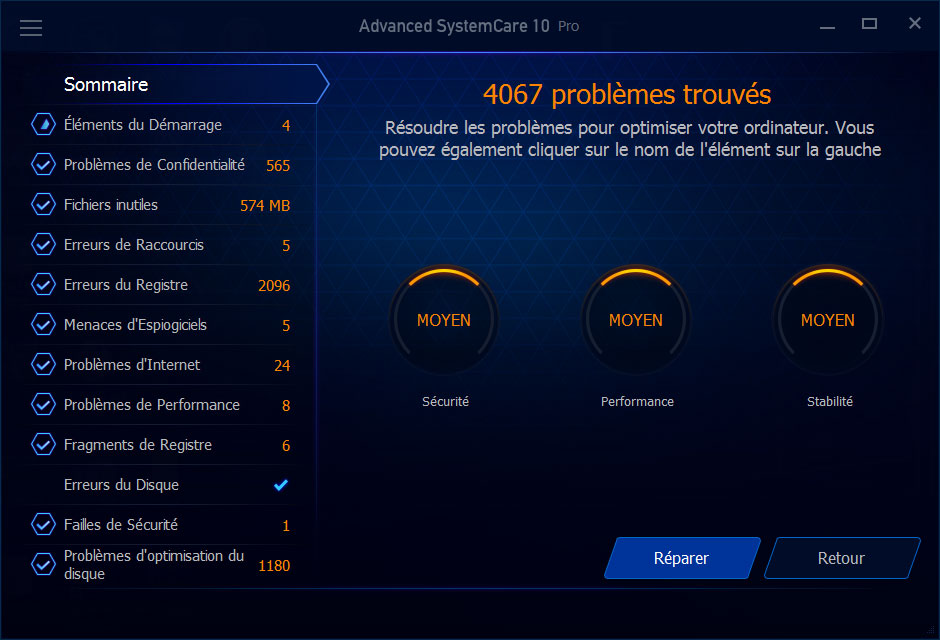 Advanced SystemCare 10 Pro
Sommaire
4067 problèmes trouvés
Résoudre les problèmes pour optimiser votre ordinateur. Vous
pouvez également cliquer sur le nom de l'élément sur la gauche
Éléments du Démarrage 4
Problèmes de Confidentialité 565
Fichiers inutiles 574 MB
Erreurs de Raccourcis 5
Erreurs du Registre 2096
Menaces d'Espiogiciels 5
Problèmes d'Internet 24
Problèmes de Performance 8
Fragments de Registre 6
Erreurs du Disque
Failles de Sécurité 1
Problèmes d'optimisation du
disque 1180
MOYEN MOYEN MOYEN
Sécurité Performance Stabilité
Réparer Retour